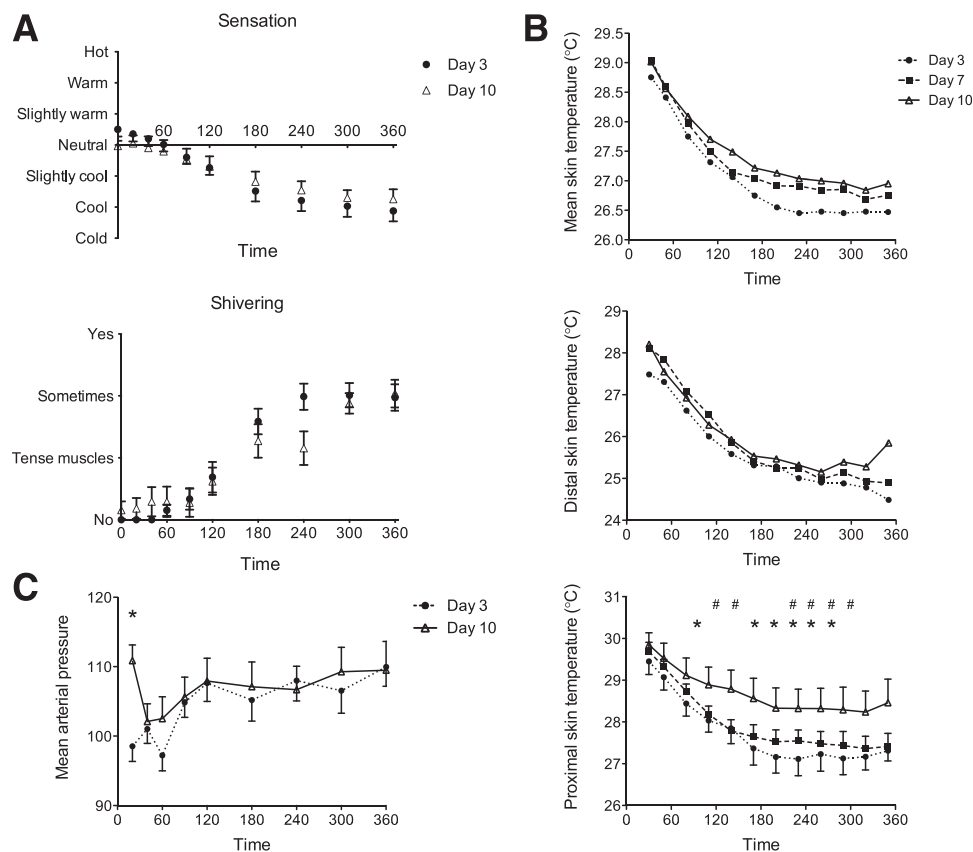 A
Sensation
Hot
Warm
Slightly warm
Neutral
Slightly cool
Cool
Cold
60 120 180 240 300 360
Time
Day 3
Day 10
Shivering
Yes
Sometimes
Tense muscles
No
0 60 120 180 240 300 360
Time
B
Mean skin temperature (°C)
29.5
29.0
28.5
28.0
27.5
27.0
26.5
26.0
0 60 120 180 240 300 360
Time
Day 3
Day 7
Day 10
Distal skin temperature (°C)
29
28
27
26
25
24
0 60 120 180 240 300 360
Time
C
Mean arterial pressure
120
110
100
90
*
0 60 120 180 240 300 360
Time
Day 3
Day 10
Proximal skin temperature (°C)
31
30
29
28
27
26
# # # # # #
* * * * * *
0 60 120 180 240 300 360
Time